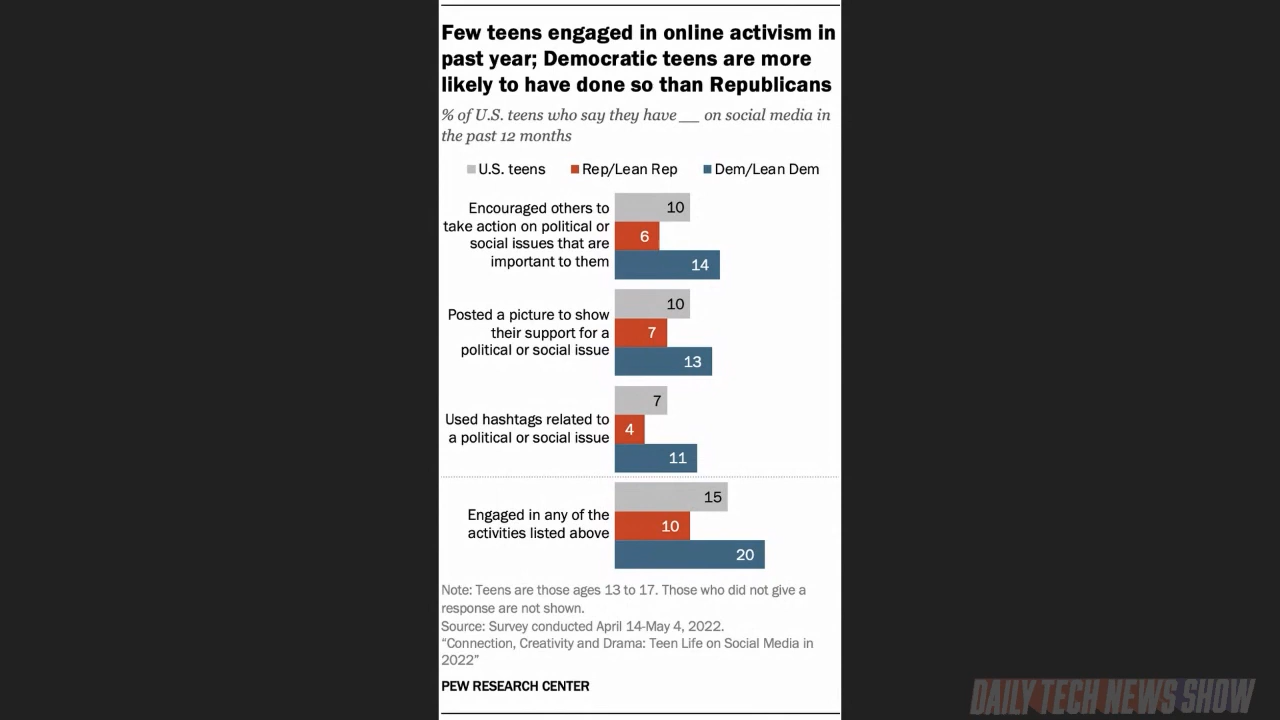 Few teens engaged in online activism in
past year; Democratic teens are more
likely to have done so than Republicans
% of U.S. teens who say they have __ on social media in
the past 12 months
U.S. teens Rep/Lean Rep Dem/Lean Dem
Encouraged others to
take action on political or
social issues that are
important to them
10
6
14
Posted a picture to show
their support for a
political or social issue
10
7
13
Used hashtags related to
a political or social issue
7
4
11
Engaged in any of the
activities listed above
15
10
20
Note: Teens are those ages 13 to 17. Those who did not give a
response are not shown.
Source: Survey conducted April 14-May 4, 2022.
“Connection, Creativity and Drama: Teen Life on Social Media in
2022”
PEW RESEARCH CENTER
DAILY TECH NEWS SHOW